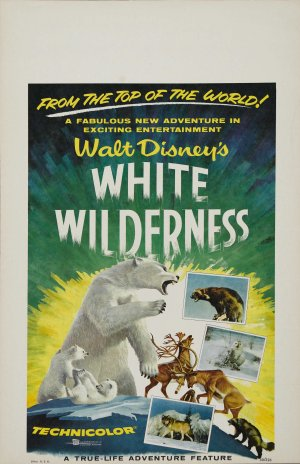 FROM THE TOP OF THE WORLD!
A FABULOUS NEW ADVENTURE IN
EXCITING ENTERTAINMENT
Walt Disney's
WHITE
WILDERNESS
TECHNICOLOR
A TRUE-LIFE ADVENTURE FEATURE